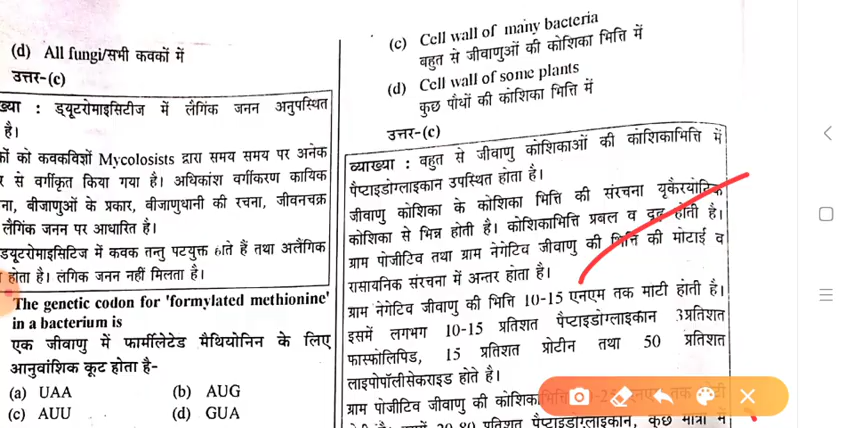 (d) All fungi/सभी कवकों में
उत्तर-(c)
ख्या : ड्यूटरोमाइसिटीज में लैगिंक जनन अनुपस्थित
है।
कों को कवकविज्ञों Mycolosists द्वारा समय समय पर अनेक
र से वर्गीकृत किया गया है। अधिकांश वर्गीकरण कायिक
ना, बीजाणुओं के प्रकार, बीजाणुधानी की रचना, जीवनचक्र
लैगिंक जनन पर आधारित है।
डयूटरोमाइसिटिज में कवक तन्तु पटयुक्त होते हैं तथा अलैंगिक
होता है। लंगिक जनन नहीं मिलता है।
The genetic codon for 'formylated methionine'
in a bacterium is
एक जीवाणु में फार्मीलेटेड मैथियोनिन के लिए
आनुवांशिक कूट होता है-
(a) UAA (b) AUG
(c) AUU (d) GUA
(c) Cell wall of many bacteria
बहुत से जीवाणुओं की कोशिका भित्ति में
(d) Cell wall of some plants
कुछ पौधों की कोशिका भित्ति में
उत्तर-(c)
व्याख्या : बहुत से जीवाणु कोशिकाओं की कोशिकाभित्ति में
पैप्टाइडोग्लाइकान उपस्थित होता है।
जीवाणु कोशिका के कोशिका भित्ति की संरचना यूकैरयोनिक
कोशिका से भिन्न होती है। कोशिकाभित्ति प्रबल व दृढ़ होती है।
ग्राम पोजीटिव तथा ग्राम नेगेटिव जीवाणु की भित्ति की मोटाई व
रासायनिक संरचना में अन्तर होता है।
ग्राम नेगेटिव जीवाणु की भित्ति 10-15 एनएम तक माटी होती है।
इसमें लगभग 10-15 प्रतिशत पैप्टाइडोग्लाइकान 3प्रतिशत
फास्फोलिपिड, 15 प्रतिशत प्रोटीन तथा 50 प्रतिशत
लाइपोपॉलीसेकराइड होते है।
ग्राम पोजीटिव जीवाणु की कोशिकाभित्ति
प्रतिशत पैप्टाइडोग्लाइकान, कुछ मात्रा में